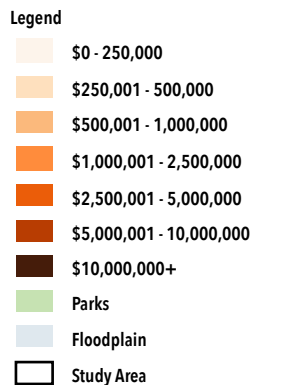 Legend
$0 - 250,000
$250,001 - 500,000
$500,001 - 1,000,000
$1,000,001 - 2,500,000
$2,500,001 - 5,000,000
$5,000,001 - 10,000,000
$10,000,000+
Parks
Floodplain
Study Area